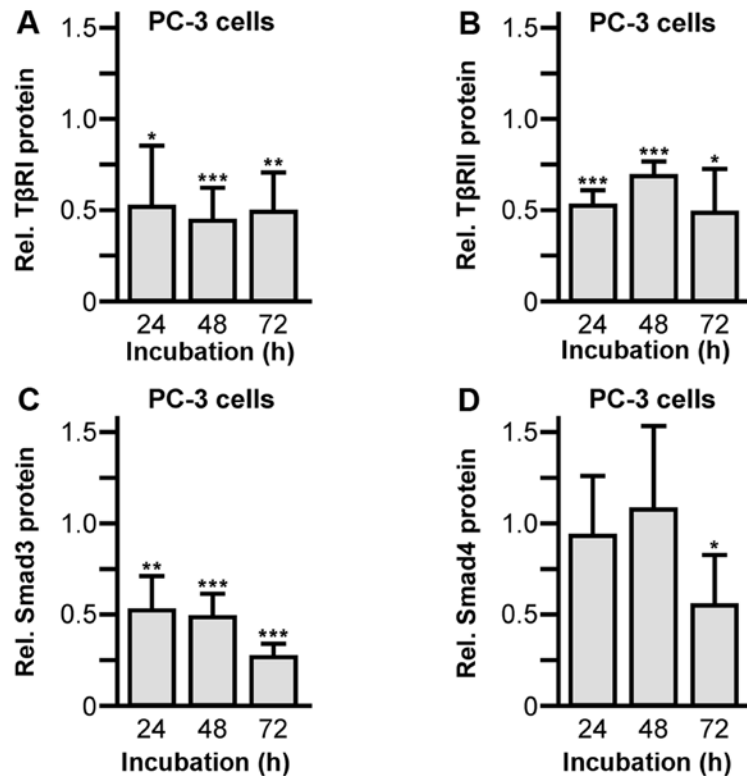 A PC-3 cells
Rel. TβRI protein
1.5
1.0
0.5
0
* *** **
24 48 72
Incubation (h)
B PC-3 cells
Rel. TβRII protein
1.5
1.0
0.5
0
*** *** *
24 48 72
Incubation (h)
C PC-3 cells
Rel. Smad3 protein
1.5
1.0
0.5
0
** *** ***
24 48 72
Incubation (h)
D PC-3 cells
Rel. Smad4 protein
1.5
1.0
0.5
0
*
24 48 72
Incubation (h)